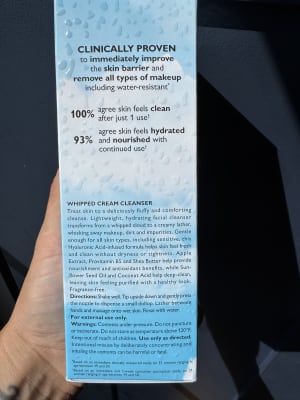 CLINICALLY PROVEN
to immediately improve
the skin barrier and
remove all types of makeup
including water-resistant*
100% agree skin feels clean
after just 1 use†
93% agree skin feels hydrated
and nourished with
continued use†
WHIPPED CREAM CLEANSER
Treat skin to a deliciously fluffy and comforting
cleanse. Lightweight, hydrating facial cleanser
transforms from a whipped cloud to a creamy lather,
whisking away makeup, dirt and impurities. Gentle
enough for all skin types, including sensitive, this
Hyaluronic Acid-infused formula helps skin feel fresh
and clean without dryness or tightness. Apple
Extract, Provitamin B5 and Shea Butter help provide
nourishment and antioxidant benefits, while Sun-
flower Seed Oil and Coconut Acid help deep-clean,
leaving skin feeling purified with a healthy look.
Fragrance-free.
Directions: Shake well. Tip upside down and gently press
the nozzle to dispense a small dollop. Lather between
hands and massage onto wet skin. Rinse with water.
For external use only.
Warnings: Contents under pressure. Do not puncture
or incinerate. Do not store at temperature above 120°F.
Keep out of reach of children. Use only as directed.
Intentional misuse by deliberately concentrating and
inhaling the contents can be harmful or fatal.